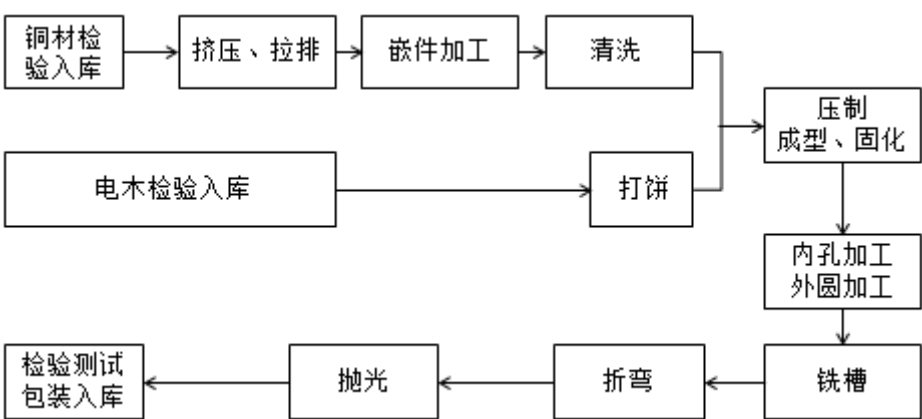 铜材检
验入库
挤压、拉排
嵌件加工
清洗
压制
成型、固化
电木检验入库
打饼
内孔加工
外圆加工
检验测试
包装入库
抛光
折弯
铣槽